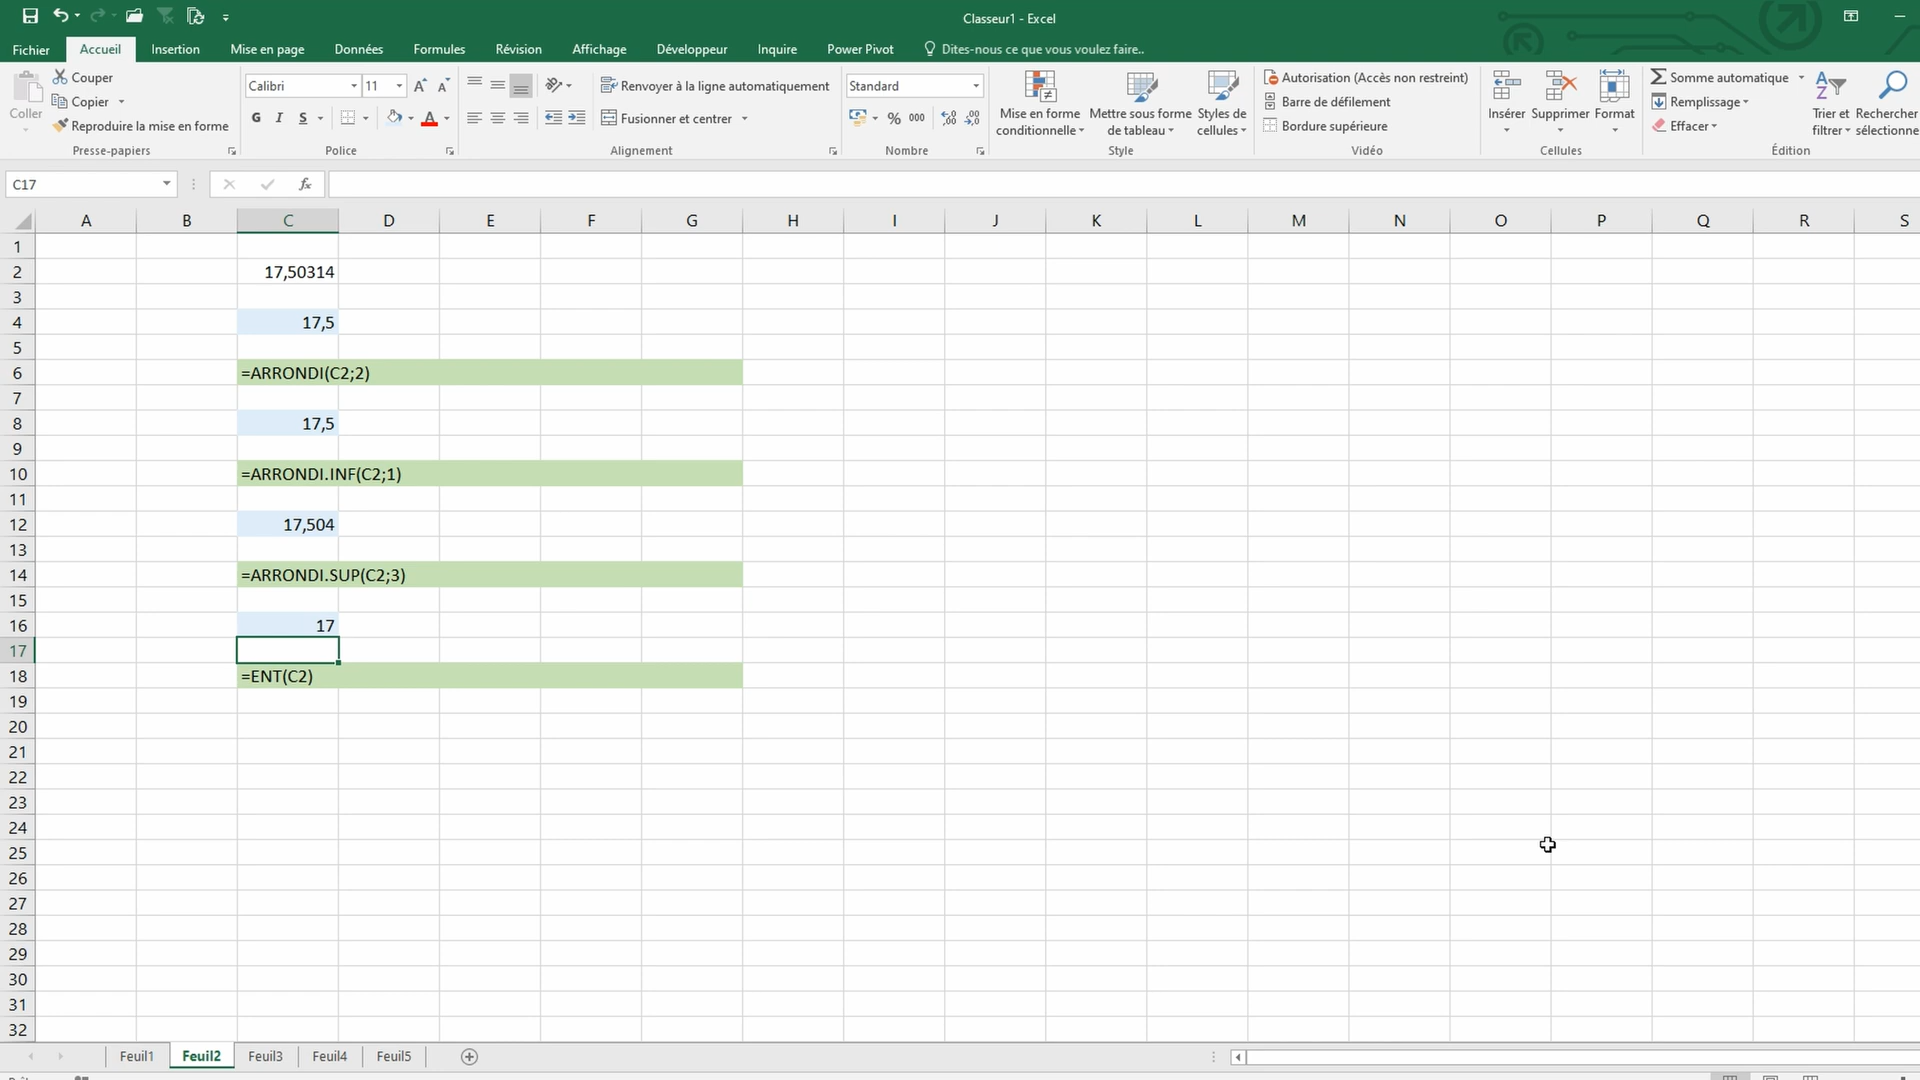 Classeur1 - Excel
Fichier Accueil Insertion Mise en page Données Formules Révision Affichage Développeur Inquire Power Pivot Dites-nous ce que vous voulez faire..
Coller
Couper
Copier
Reproduire la mise en forme
Presse-papiers
Calibri 11
G I S
Police
Renvoyer à la ligne automatiquement
Fusionner et centrer
Alignement
Standard
% 000
Nombre
Mise en forme conditionnelle
Mettre sous forme de tableau
Styles de cellules
Style
Autorisation (Accès non restreint)
Barre de défilement
Bordure supérieure
Vidéo
Insérer Supprimer Format
Cellules
Somme automatique
Remplissage
Effacer
Trier et filtrer
Rechercher
sélectionne
Édition
C17 fx
A B C D E F G H I J K L M N O P Q R S
1
2 17,50314
3
4 17,5
5
6 =ARRONDI(C2;2)
7
8 17,5
9
10 =ARRONDI.INF(C2;1)
11
12 17,504
13
14 =ARRONDI.SUP(C2;3)
15
16 17
17
18 =ENT(C2)
19
20
21
22
23
24
25
26
27
28
29
30
31
32
Feuil1 Feuil2 Feuil3 Feuil4 Feuil5